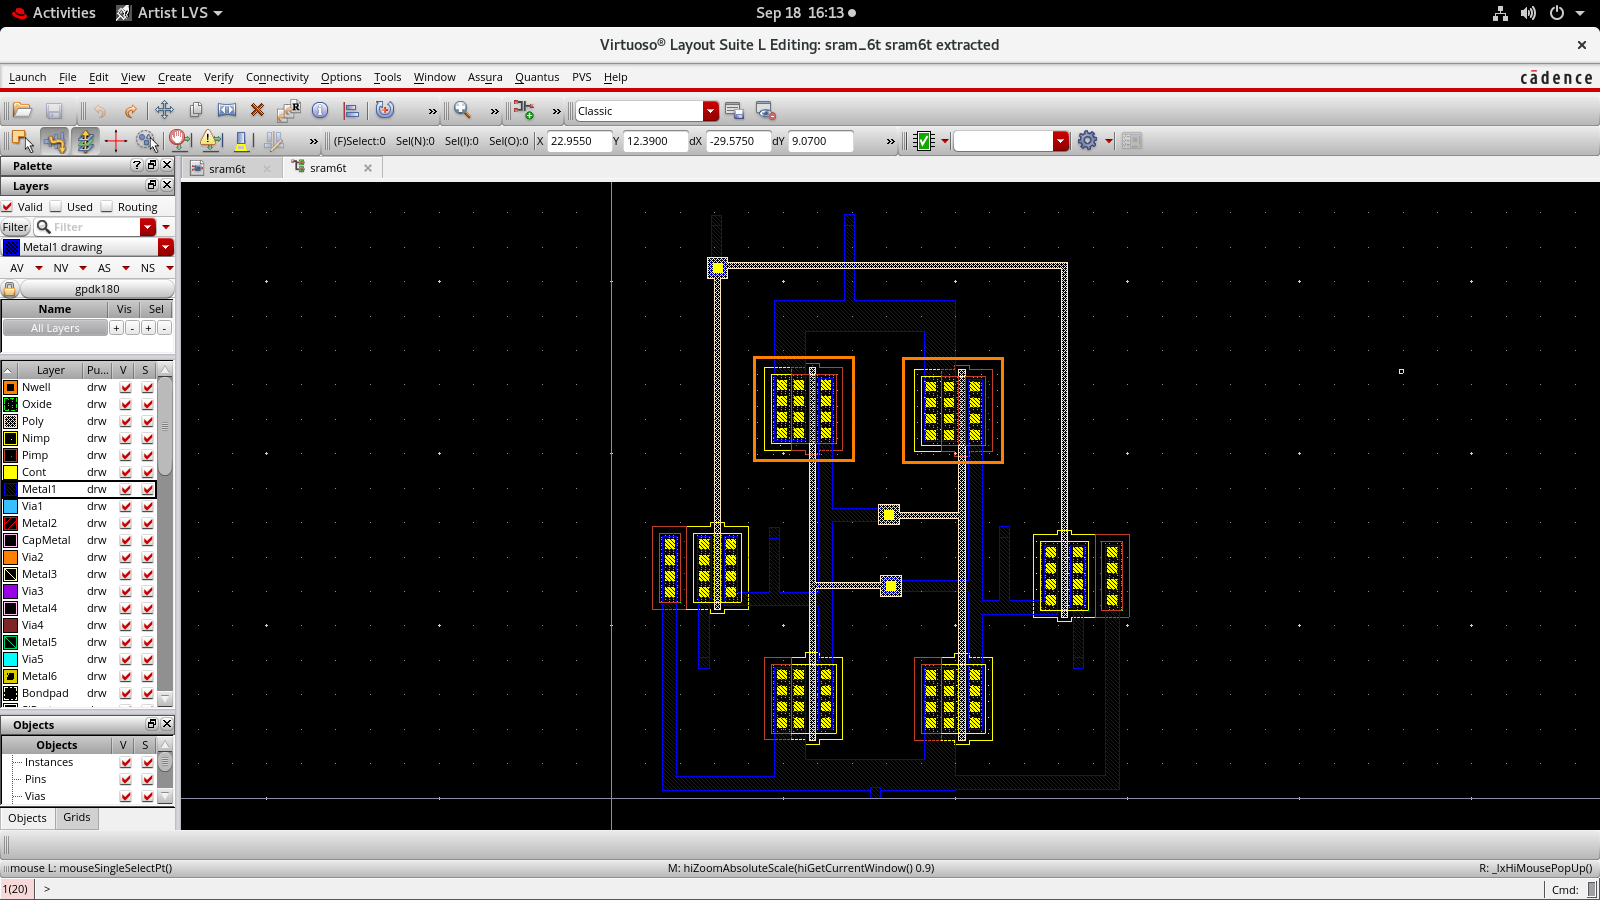 Activities
Artist LVS
Sep 18 16:13
Virtuoso® Layout Suite L Editing: sram_6t sram6t extracted
Launch File Edit View Create Verify Connectivity Options Tools Window Assura Quantus PVS Help
cādence
Classic
(F)Select:0 Sel(N):0 Sel(I):0 Sel(O):0 X 22.9550 Y 12.3900 dX -29.5750 dY 9.0700
Palette
sram6t
sram6t
Layers
Valid Used Routing
Filter Filter
Metal1 drawing
AV NV AS NS
gpdk180
Name Vis Sel
All Layers + - + -
Layer Pu... V S
Nwell drw
Oxide drw
Poly drw
Nimp drw
Pimp drw
Cont drw
Metal1 drw
Via1 drw
Metal2 drw
CapMetal drw
Via2 drw
Metal3 drw
Via3 drw
Metal4 drw
Via4 drw
Metal5 drw
Via5 drw
Metal6 drw
Bondpad drw
Objects
Objects V S
Instances
Pins
Vias
Objects Grids
mouse L: mouseSingleSelectPt() M: hiZoomAbsoluteScale(hiGetCurrentWindow() 0.9) R: _lxHiMousePopUp()
1(20) > Cmd: